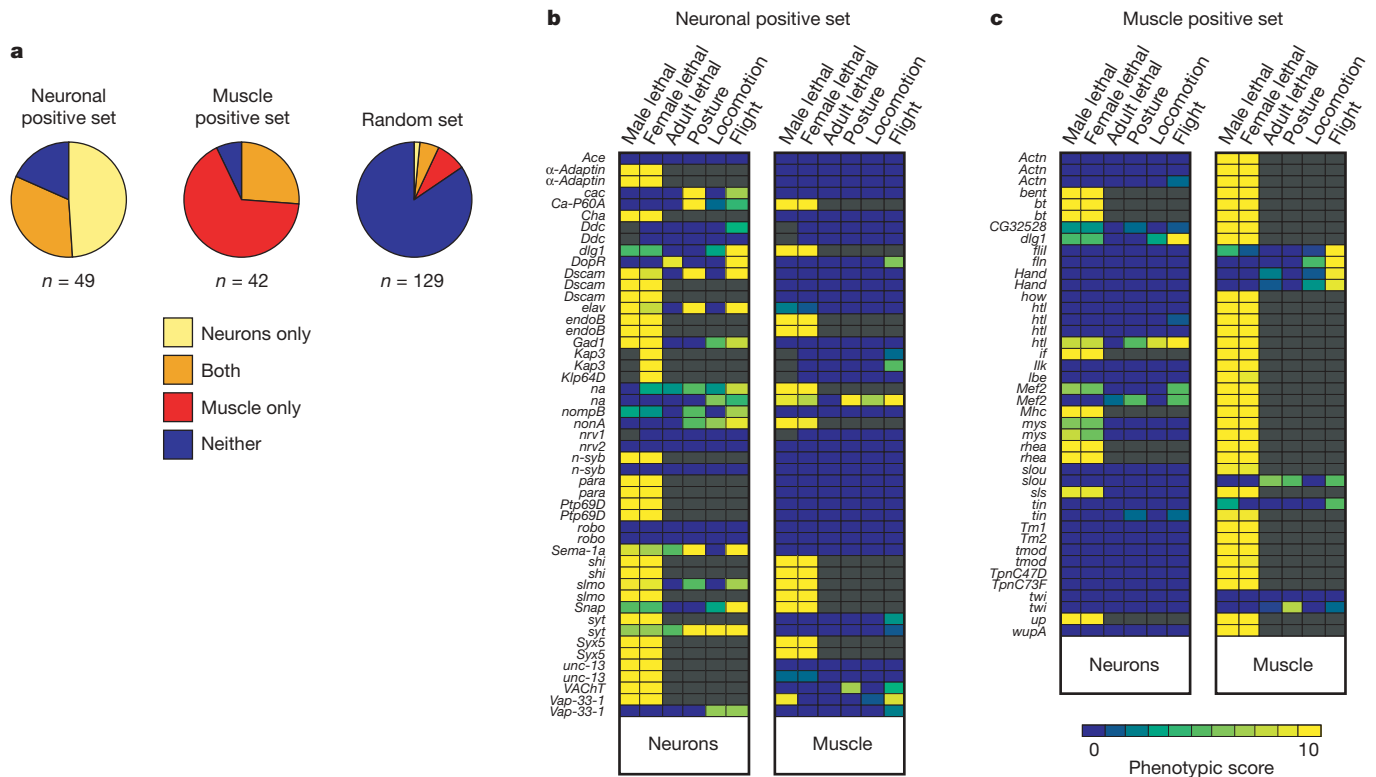 a
Neuronal
positive set
Muscle
positive set
Random set
n = 49
n = 42
n = 129
Neurons only
Both
Muscle only
Neither
b
Neuronal positive set
Male lethal
Female lethal
Adult lethal
Posture
Locomotion
Flight
Male lethal
Female lethal
Adult lethal
Posture
Locomotion
Flight
Ace
α-Adaptin
α-Adaptin
cac
Ca-P60A
Cha
Ddc
Ddc
dlg1
DopR
Dscam
Dscam
Dscam
elav
endoB
endoB
Gad1
Kap3
Kap3
Klp64D
na
na
nompB
nonA
nrv1
nrv2
n-syb
n-syb
para
para
Ptp69D
Ptp69D
robo
robo
Sema-1a
shi
shi
slmo
slmo
Snap
syt
syt
Syx5
Syx5
unc-13
unc-13
VAChT
Vap-33-1
Vap-33-1
Neurons
Muscle
c
Muscle positive set
Male lethal
Female lethal
Adult lethal
Posture
Locomotion
Flight
Male lethal
Female lethal
Adult lethal
Posture
Locomotion
Flight
Actn
Actn
Actn
bent
bt
bt
CG32528
dlg1
flil
fln
Hand
Hand
how
htl
htl
htl
htl
if
Ilk
lbe
Mef2
Mef2
Mhc
mys
mys
rhea
rhea
slou
slou
sls
tin
tin
Tm1
Tm2
tmod
tmod
TpnC47D
TpnC73F
twi
twi
up
wupA
Neurons
Muscle
0
10
Phenotypic score